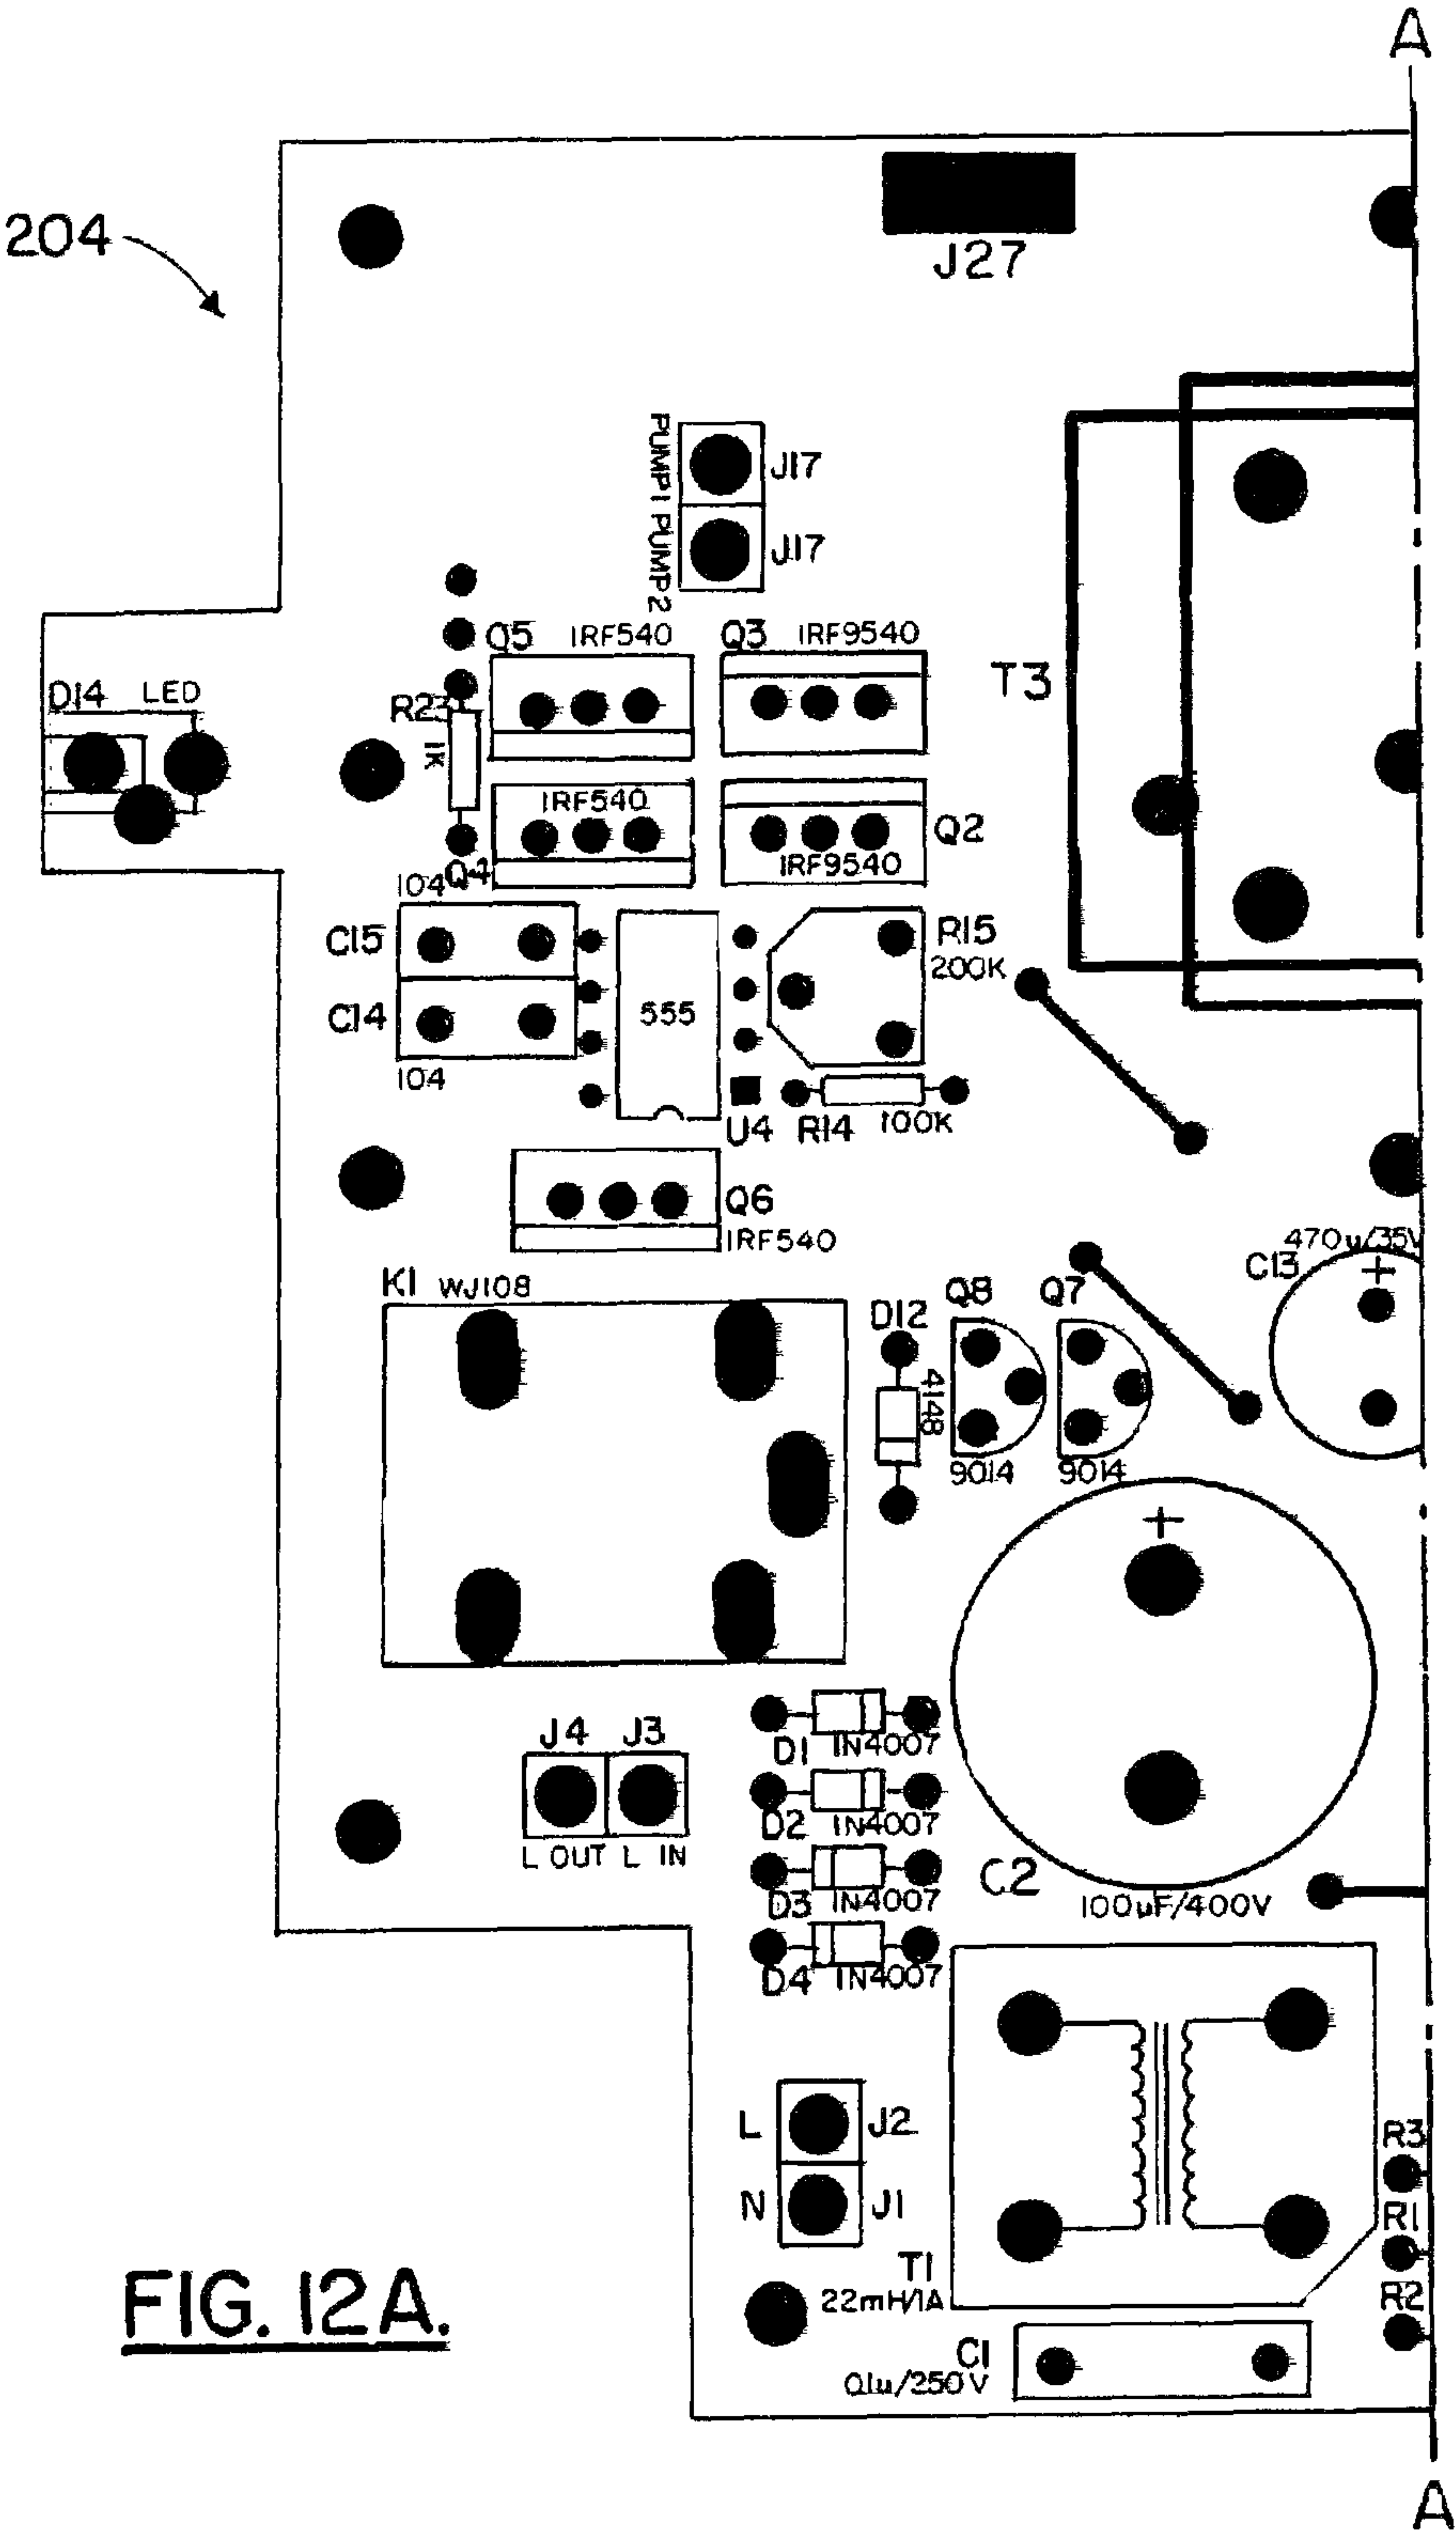 A
204
J27
PUMP1
PUMP2
J17
J17
Q5 IRF540
Q3 IRF9540
T3
D14 LED
R23
1K
IRF540
Q4
Q2
IRF9540
104
C15
C14
104
555
R15
200K
U4
R14 100K
Q6
IRF540
470u/35V
C13
+
K1 WJ108
D12
4148
Q8
Q7
9014
9014
+
J4 J3
L OUT L IN
D1 IN4007
D2 IN4007
D3 IN4007
D4 IN4007
C2
100µF/400V
L J2
N J1
R3
R1
R2
T1
22mH/1A
C1
0.1u/250V
FIG. 12A.
A